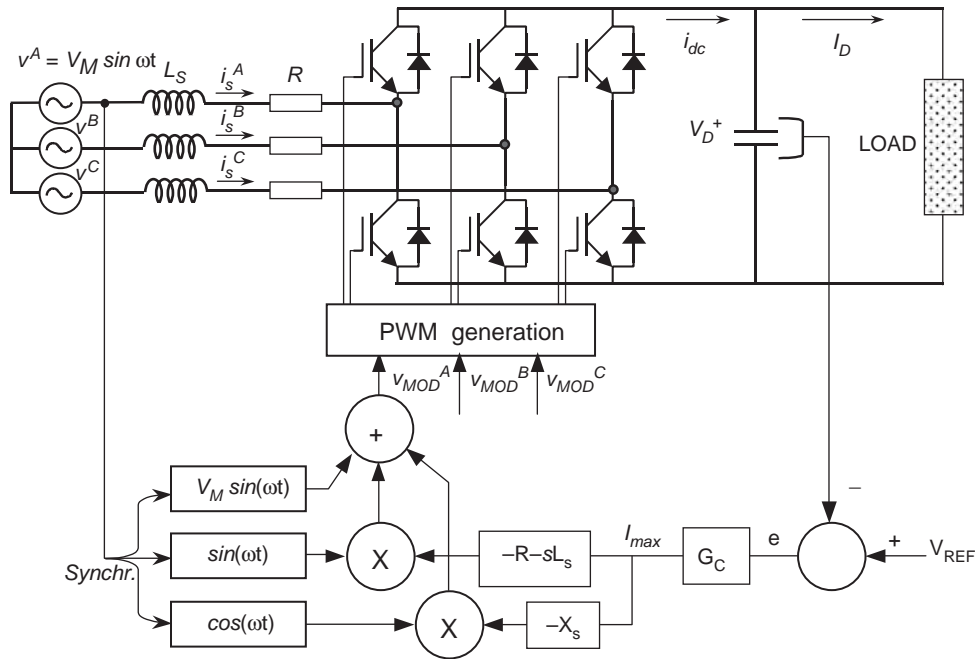 v^A = V_M sin ωt
L_S
i_s^A
R
i_dc
I_D
v^B
i_s^B
v^C
i_s^C
V_D
+
LOAD
PWM generation
v_MOD^A
v_MOD^B
v_MOD^C
+
–
V_M sin(ωt)
sin(ωt)
X
–R–sL_s
I_max
G_C
e
+
V_REF
Synchr.
cos(ωt)
X
–X_s